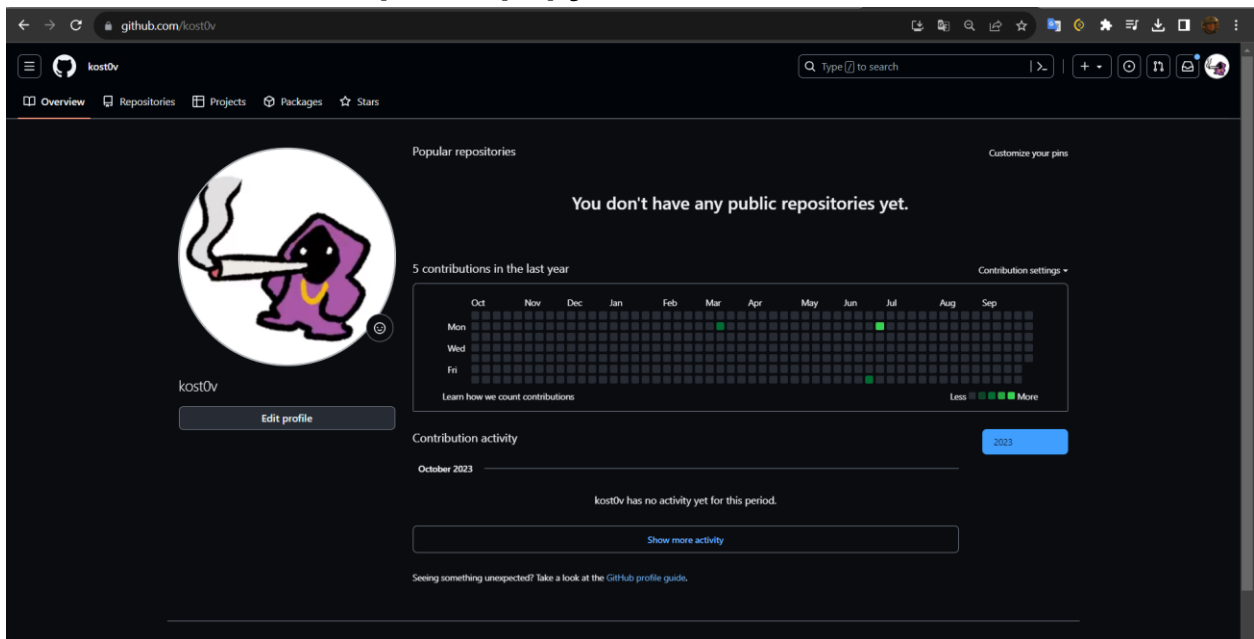 github.com/kost0v
kost0v
Type / to search
Overview Repositories Projects Packages Stars
Popular repositories Customize your pins
You don't have any public repositories yet.
5 contributions in the last year Contribution settings
Oct Nov Dec Jan Feb Mar Apr May Jun Jul Aug Sep
Mon
Wed
Fri
Learn how we count contributions Less More
kost0v
Edit profile
Contribution activity 2023
October 2023
kost0v has no activity yet for this period.
Show more activity
Seeing something unexpected? Take a look at the GitHub profile guide.